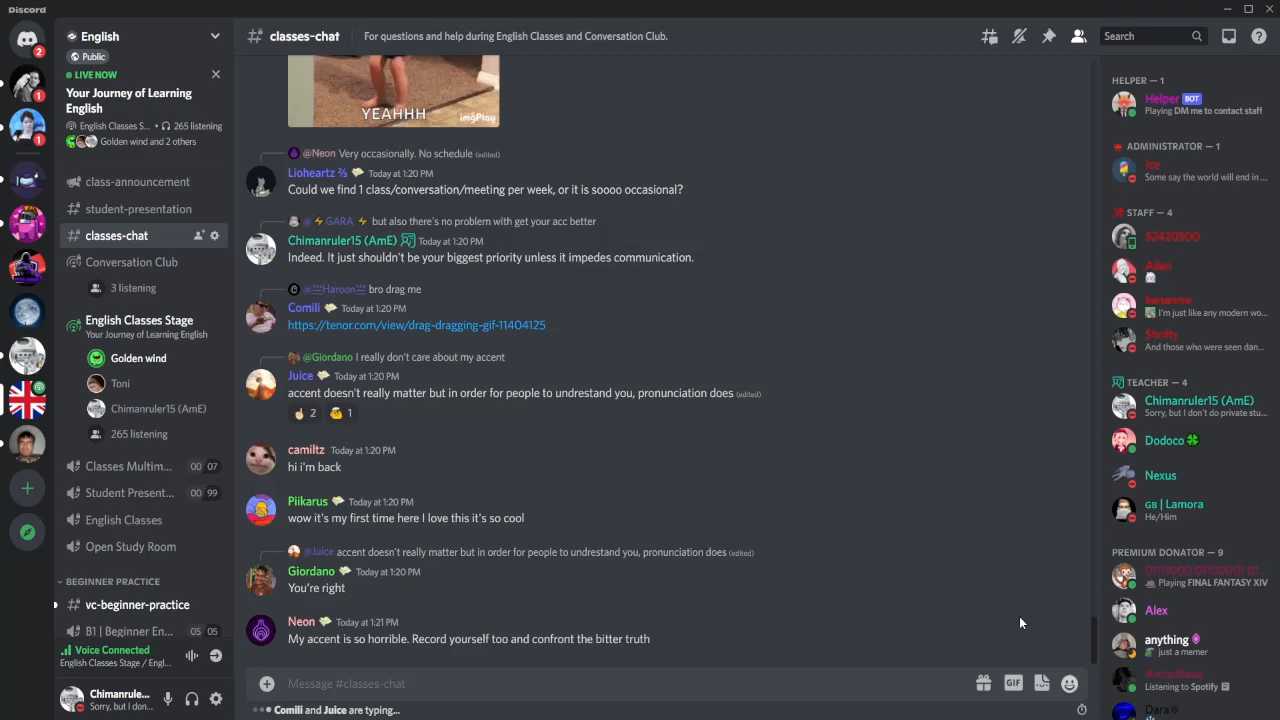 Discord
2
1
1
English
Public
LIVE NOW
Your Journey of Learning
English
English Classes S... • 265 listening
Golden wind and 2 others
class-announcement
student-presentation
classes-chat
Conversation Club
3 listening
English Classes Stage
Your Journey of Learning English
Golden wind
Toni
Chimanruler15 (AmE)
265 listening
Classes Multim... 00 07
Student Present... 00 99
English Classes
Open Study Room
BEGINNER PRACTICE
vc-beginner-practice
B1 | Beginner En... 05 05
Voice Connected
English Classes Stage / Engl...
Chimanrule...
Sorry, but I don...
classes-chat For questions and help during English Classes and Conversation Club.
Search
YEAHHH
imgPlay
@Neon Very occasionally. No schedule (edited)
Lioheartz ⅔ Today at 1:20 PM
Could we find 1 class/conversation/meeting per week, or it is soooo occasional?
@⚡GARA⚡ but also there's no problem with get your acc better
Chimanruler15 (AmE) Today at 1:20 PM
Indeed. It just shouldn't be your biggest priority unless it impedes communication.
Haroon bro drag me
Comili Today at 1:20 PM
https://tenor.com/view/drag-dragging-gif-11404125
@Giordano I really don't care about my accent
Juice Today at 1:20 PM
accent doesn't really matter but in order for people to undrestand you, pronunciation does (edited)
2 1
camiltz Today at 1:20 PM
hi i'm back
Piikarus Today at 1:20 PM
wow it's my first time here I love this it's so cool
@Juice accent doesn't really matter but in order for people to undrestand you, pronunciation does (edited)
Giordano Today at 1:20 PM
You're right
Neon Today at 1:21 PM
My accent is so horrible. Record yourself too and confront the bitter truth
Message #classes-chat
GIF
Comili and Juice are typing...
HELPER — 1
Helper BOT
Playing DM me to contact staff
ADMINISTRATOR — 1
Ice
Some say the world will end in ...
STAFF — 4
52420500
Allen
bananrrie
I'm just like any modern wo...
Shnfty
And those who were seen dan...
TEACHER — 4
Chimanruler15 (AmE)
Sorry, but I don't do private stu...
Dodoco
Nexus
GB | Lamora
He/Him
PREMIUM DONATOR — 9
Playing FINAL FANTASY XIV
Alex
anything
just a memer
Listening to Spotify
Dara